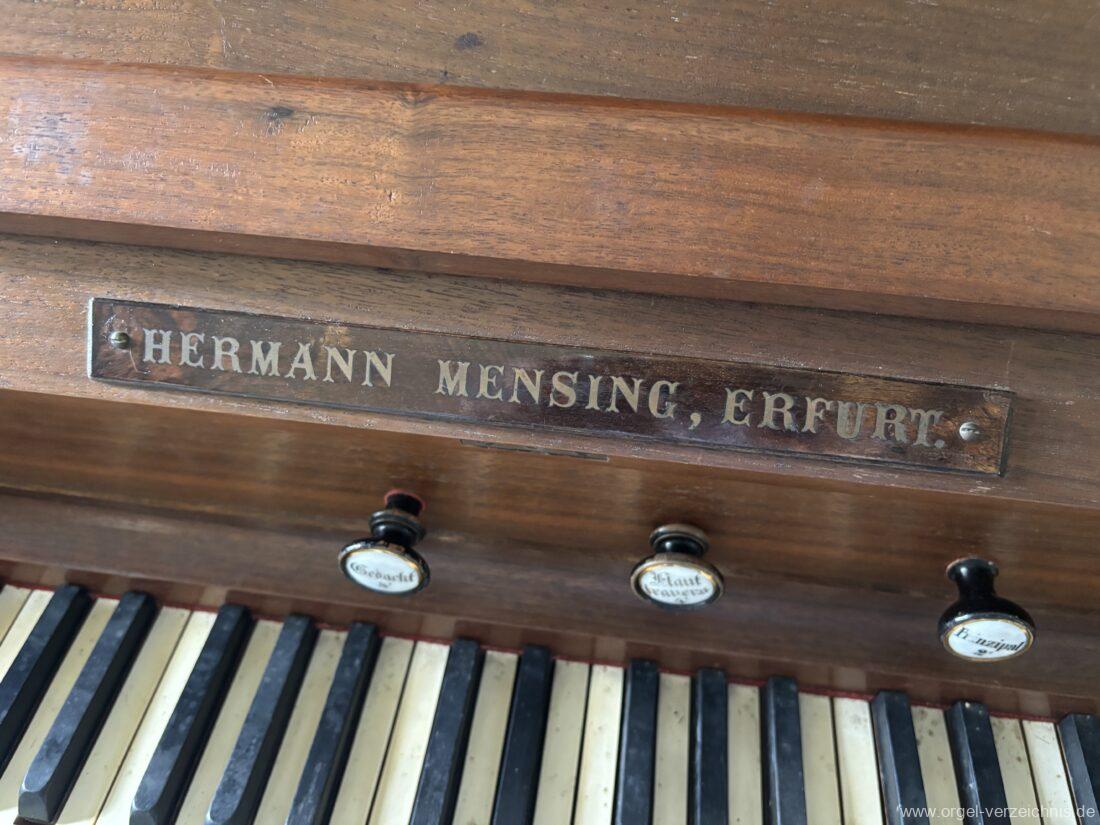 HERMANN MENSING, ERFURT.
Gedackt
Flaut
travers
Prinzipal
2'
www.orgel-verzeichnis.de